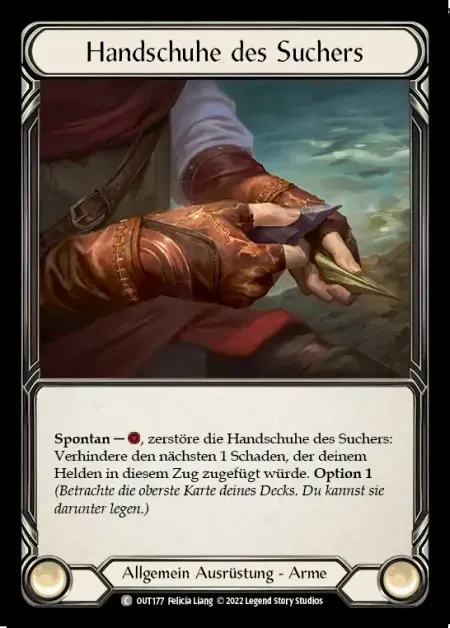 Handschuhe des Suchers
Spontan — , zerstöre die Handschuhe des Suchers:
Verhindere den nächsten 1 Schaden, der deinem
Helden in diesem Zug zugefügt würde. Option 1
(Betrachte die oberste Karte deines Decks. Du kannst sie
darunter legen.)
Allgemein Ausrüstung - Arme
C OUT177 Felicia Liang © 2022 Legend Story Studios